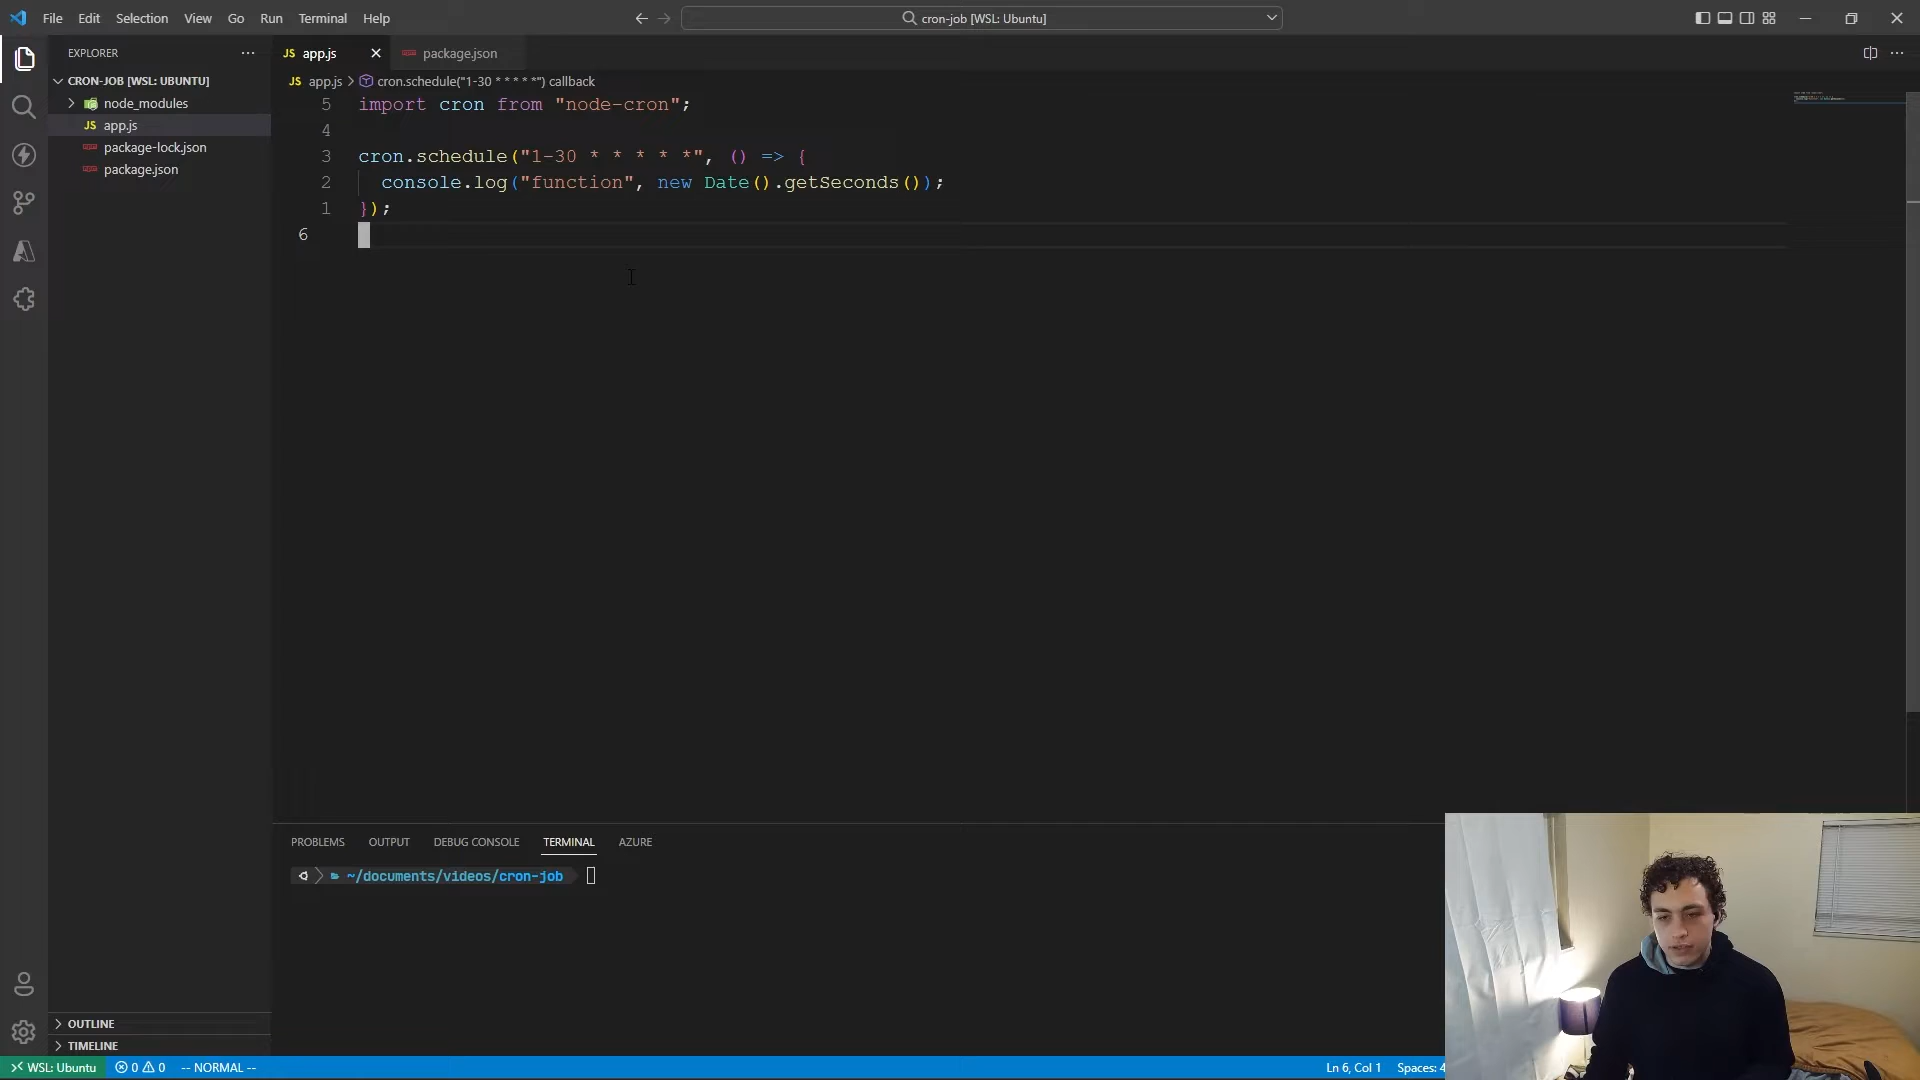 File Edit Selection View Go Run Terminal Help
cron-job [WSL: Ubuntu]
EXPLORER
CRON-JOB [WSL: UBUNTU]
node_modules
JS app.js
package-lock.json
package.json
JS app.js
package.json
JS app.js > cron.schedule("1-30 * * * * *") callback
5 import cron from "node-cron";
4
3 cron.schedule("1-30 * * * * *", () => {
2 console.log("function", new Date().getSeconds());
1 });
6
PROBLEMS OUTPUT DEBUG CONSOLE TERMINAL AZURE
~/documents/videos/cron-job
OUTLINE
TIMELINE
WSL: Ubuntu 0 0 -- NORMAL -- Ln 6, Col 1 Spaces: 4